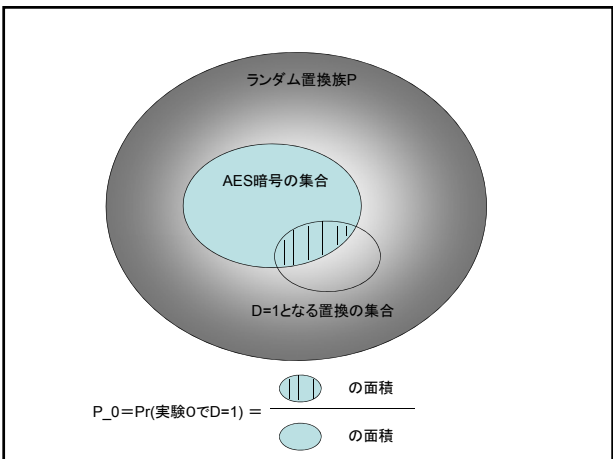 ランダム置換族P
AES暗号の集合
D=1となる置換の集合
の面積
P_0=Pr(実験0でD=1) =
の面積